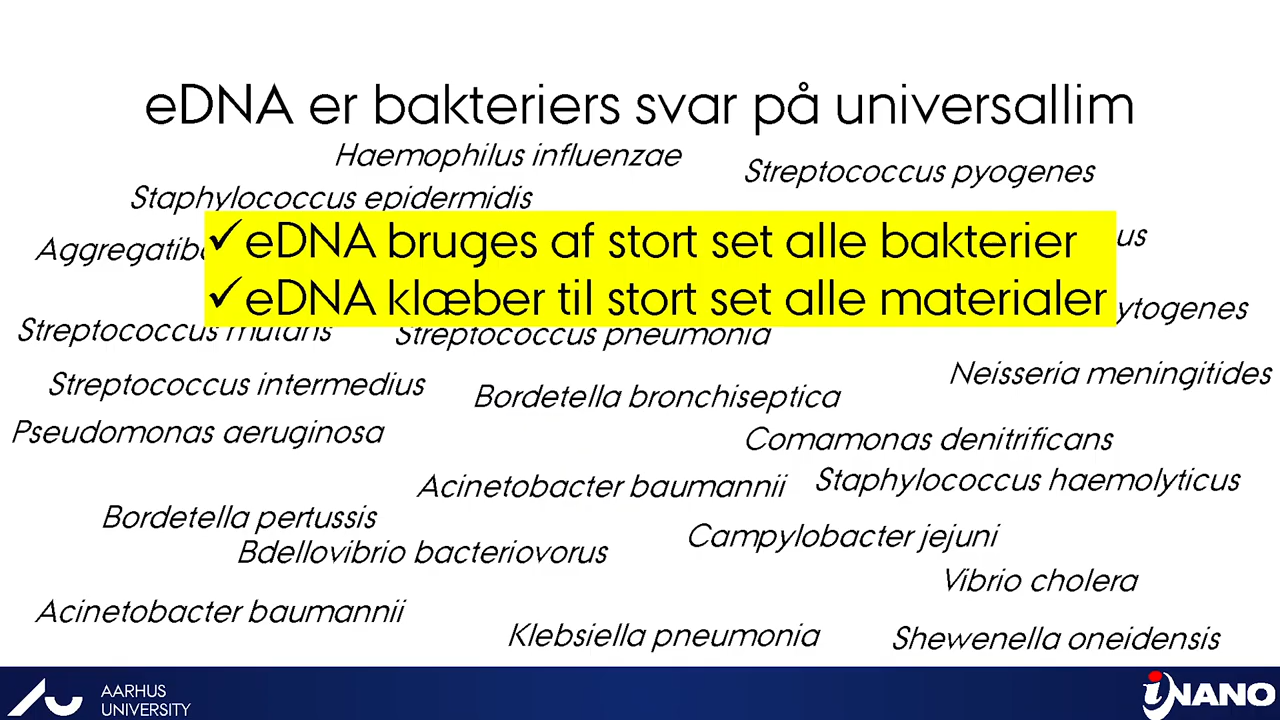 eDNA er bakteriers svar på universallim
Haemophilus influenzae
Streptococcus pyogenes
Staphylococcus epidermidis
✓eDNA bruges af stort set alle bakterier
✓eDNA klæber til stort set alle materialer
Streptococcus mutans
Streptococcus pneumonia
Neisseria meningitides
Streptococcus intermedius
Bordetella bronchiseptica
Pseudomonas aeruginosa
Comamonas denitrificans
Acinetobacter baumannii
Staphylococcus haemolyticus
Bordetella pertussis
Campylobacter jejuni
Bdellovibrio bacteriovorus
Vibrio cholera
Acinetobacter baumannii
Klebsiella pneumonia
Shewenella oneidensis
AARHUS
UNIVERSITY
iNANO